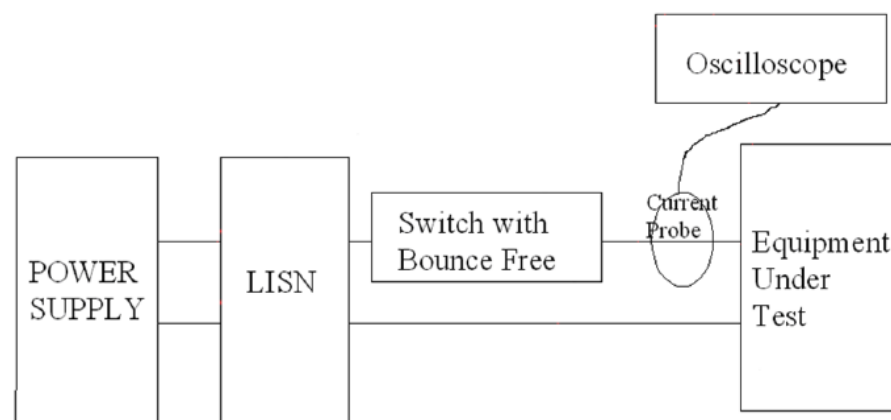 Oscilloscope
Current
Probe
Switch with
Bounce Free
POWER
SUPPLY
LISN
Equipment
Under
Test